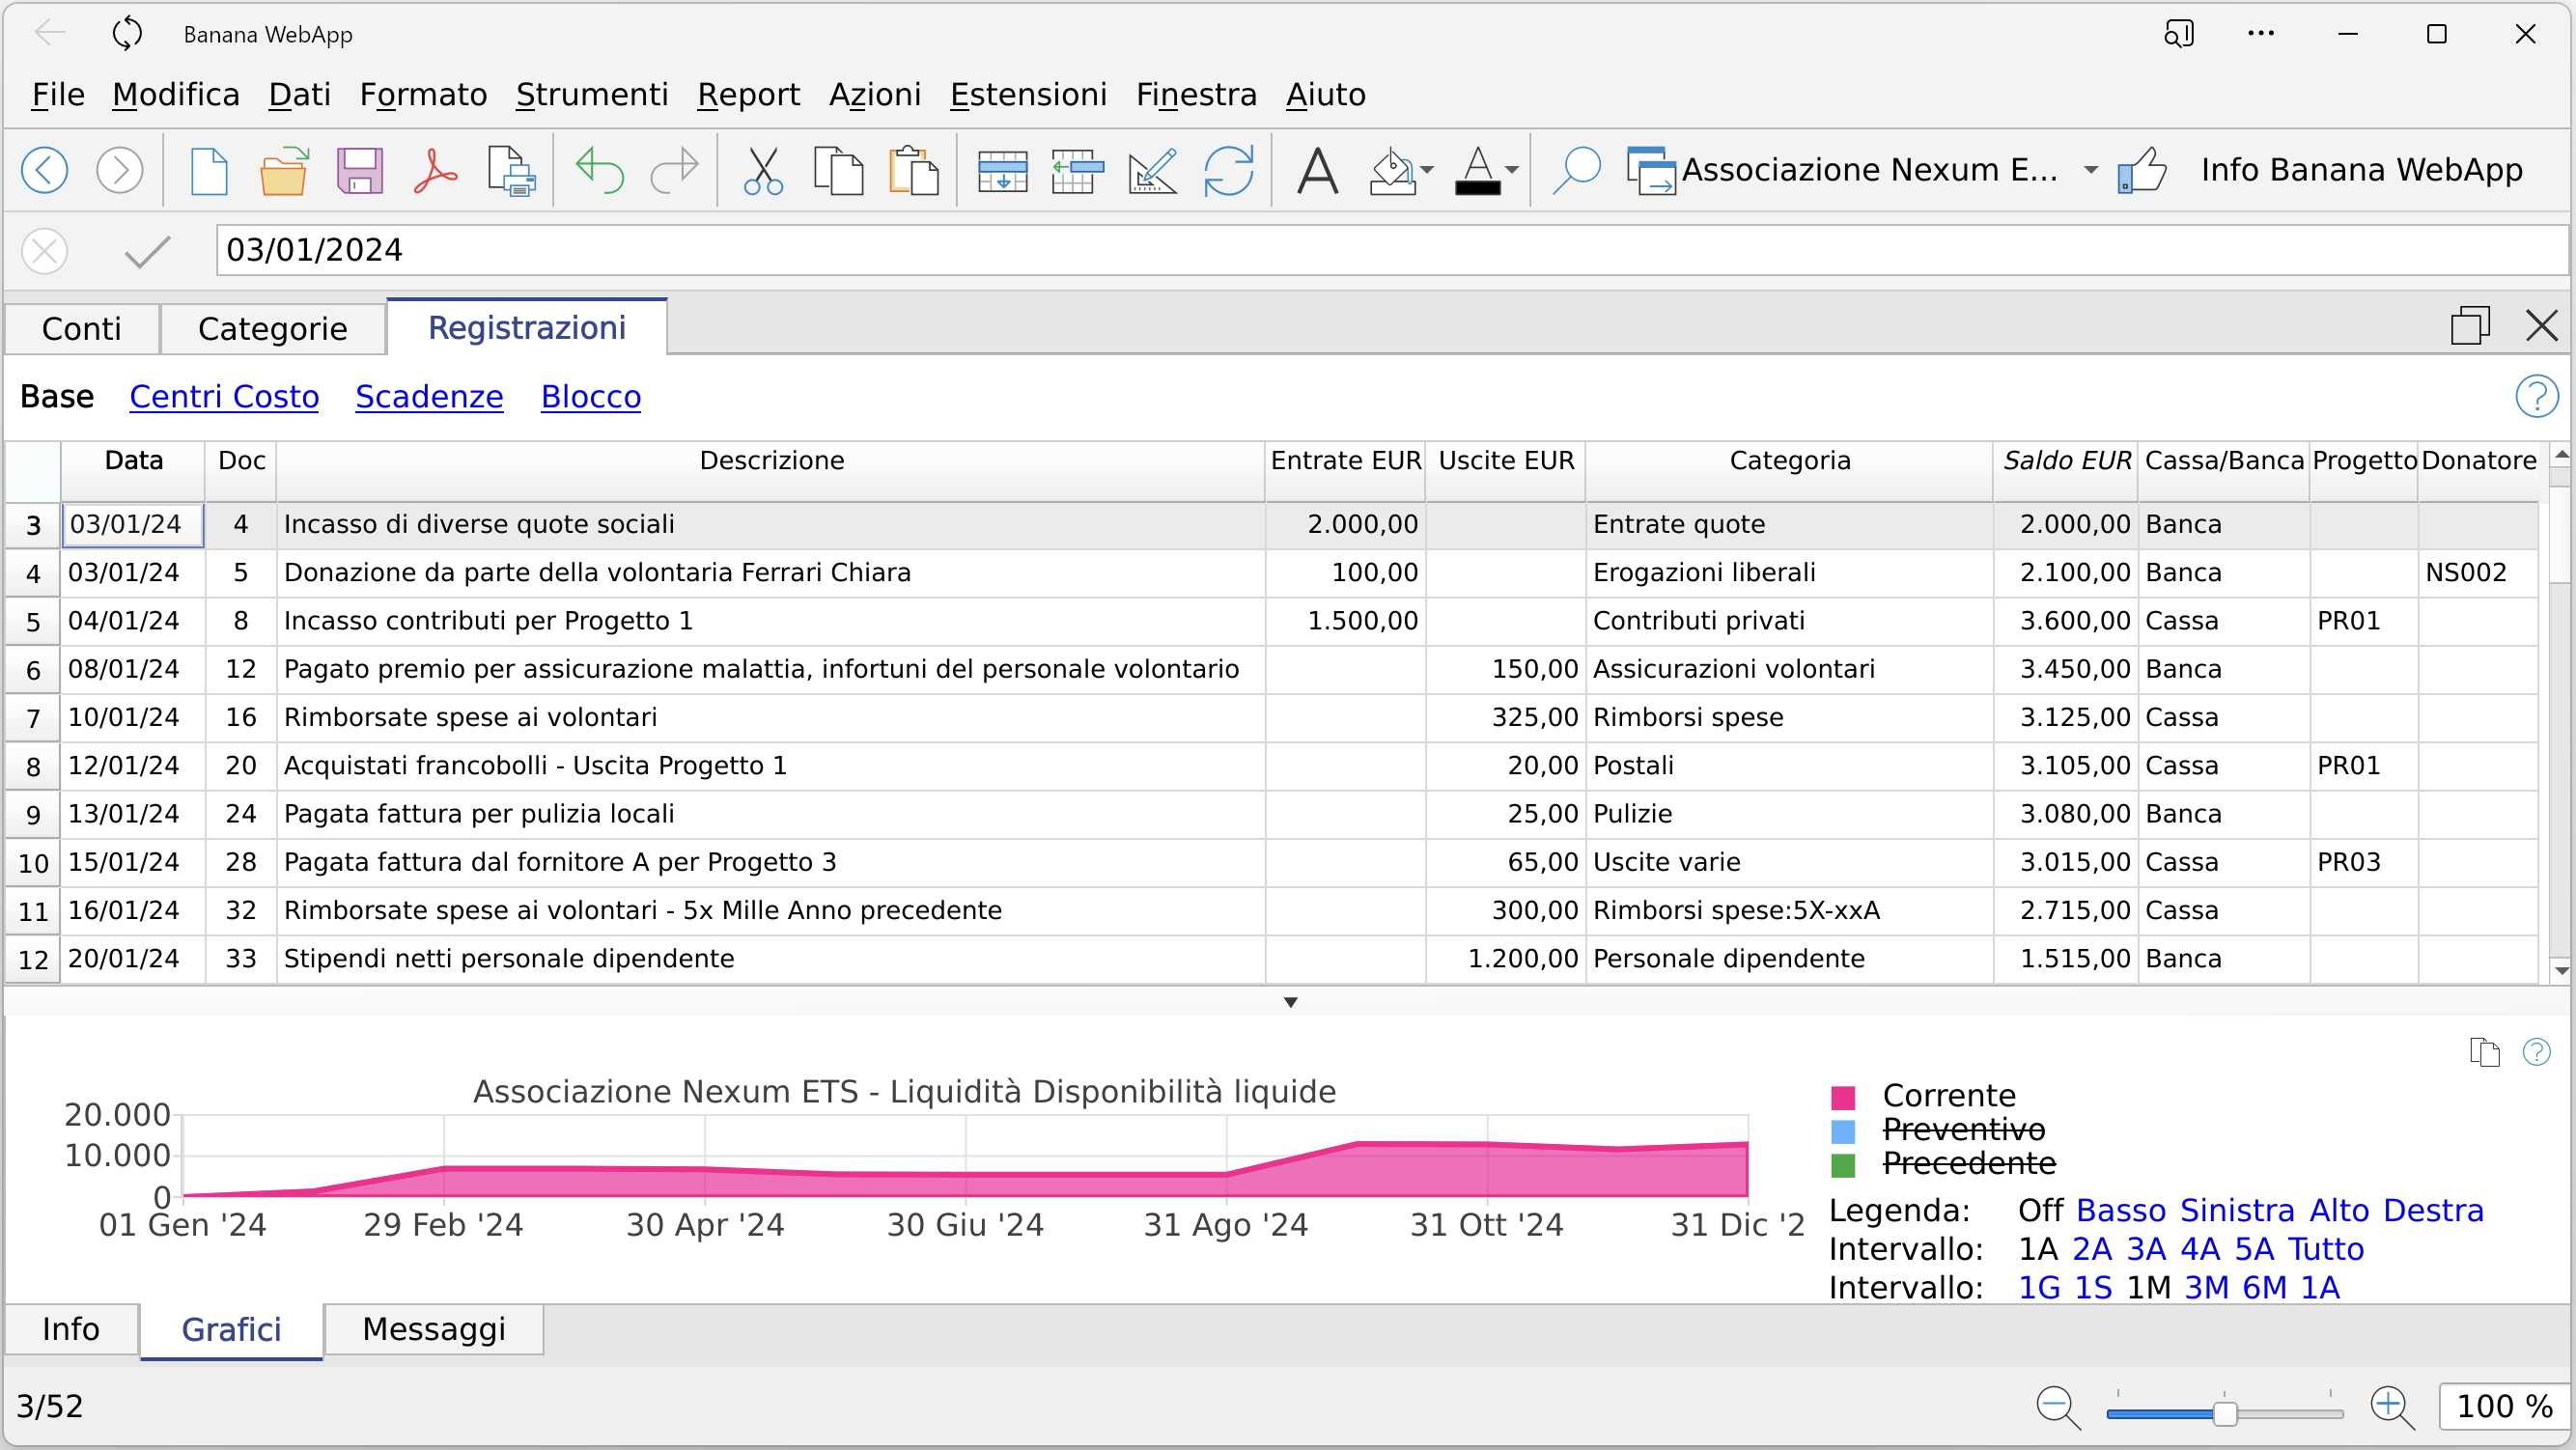 Banana WebApp
File Modifica Dati Formato Strumenti Report Azioni Estensioni Finestra Aiuto
Associazione Nexum E... Info Banana WebApp
03/01/2024
Conti Categorie Registrazioni
Base Centri Costo Scadenze Blocco
Data Doc Descrizione Entrate EUR Uscite EUR Categoria Saldo EUR Cassa/Banca Progetto Donatore
3 03/01/24 4 Incasso di diverse quote sociali 2.000,00 Entrate quote 2.000,00 Banca
4 03/01/24 5 Donazione da parte della volontaria Ferrari Chiara 100,00 Erogazioni liberali 2.100,00 Banca NS002
5 04/01/24 8 Incasso contributi per Progetto 1 1.500,00 Contributi privati 3.600,00 Cassa PR01
6 08/01/24 12 Pagato premio per assicurazione malattia, infortuni del personale volontario 150,00 Assicurazioni volontari 3.450,00 Banca
7 10/01/24 16 Rimborsate spese ai volontari 325,00 Rimborsi spese 3.125,00 Cassa
8 12/01/24 20 Acquistati francobolli - Uscita Progetto 1 20,00 Postali 3.105,00 Cassa PR01
9 13/01/24 24 Pagata fattura per pulizia locali 25,00 Pulizie 3.080,00 Banca
10 15/01/24 28 Pagata fattura dal fornitore A per Progetto 3 65,00 Uscite varie 3.015,00 Cassa PR03
11 16/01/24 32 Rimborsate spese ai volontari - 5x Mille Anno precedente 300,00 Rimborsi spese:5X-xxA 2.715,00 Cassa
12 20/01/24 33 Stipendi netti personale dipendente 1.200,00 Personale dipendente 1.515,00 Banca
Associazione Nexum ETS - Liquidità Disponibilità liquide
20.000
10.000
0
01 Gen '24 29 Feb '24 30 Apr '24 30 Giu '24 31 Ago '24 31 Ott '24 31 Dic '2
Corrente
Preventivo
Precedente
Legenda: Off Basso Sinistra Alto Destra
Intervallo: 1A 2A 3A 4A 5A Tutto
Intervallo: 1G 1S 1M 3M 6M 1A
Info Grafici Messaggi
3/52 100 %